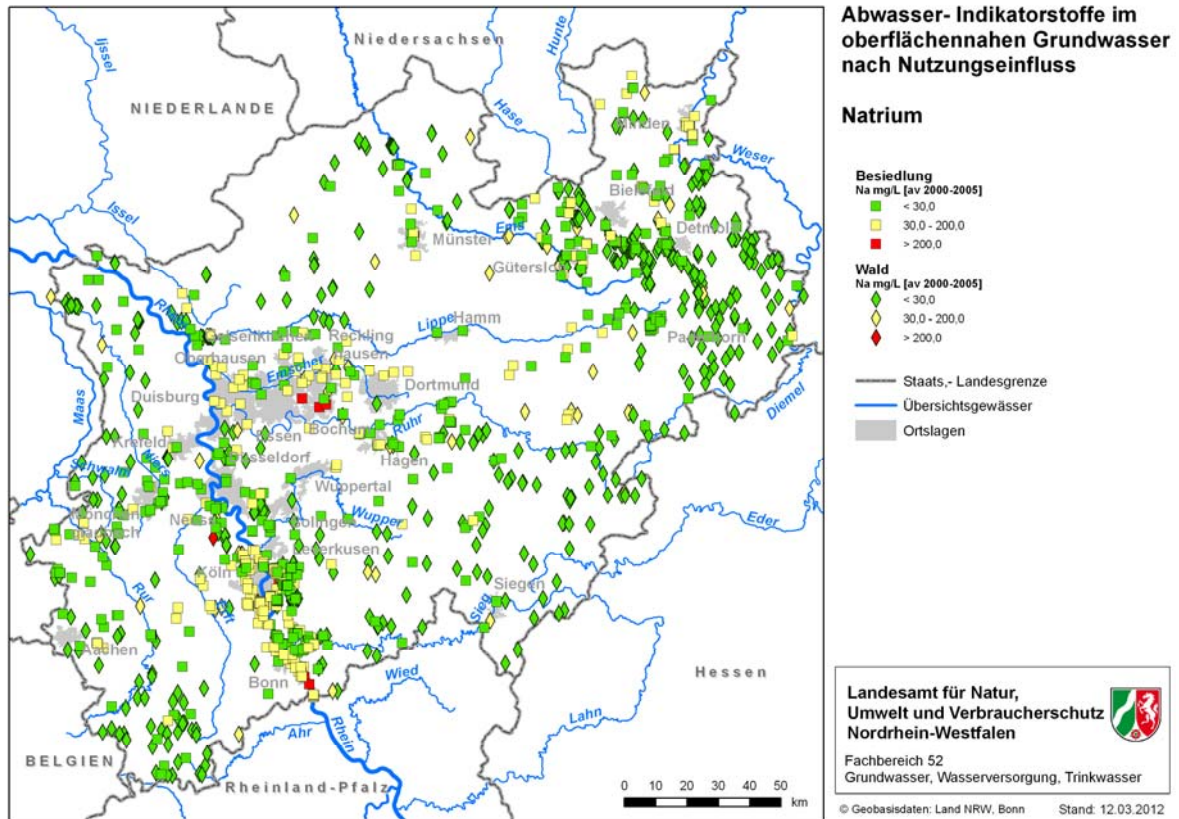 Abwasser- Indikatorstoffe im
oberflächennahen Grundwasser
nach Nutzungseinfluss
Natrium
Besiedlung
Na mg/L [av 2000-2005]
< 30,0
30,0 - 200,0
> 200,0
Wald
Na mg/L [av 2000-2005]
< 30,0
30,0 - 200,0
> 200,0
Staats,- Landesgrenze
Übersichtsgewässer
Ortslagen
Landesamt für Natur,
Umwelt und Verbraucherschutz
Nordrhein-Westfalen
Fachbereich 52
Grundwasser, Wasserversorgung, Trinkwasser
© Geobasisdaten: Land NRW, Bonn Stand: 12.03.2012
Niedersachsen
NIEDERLANDE
Ijssel
Hunte
Hase
Minden
Weser
Issel
Bielefeld
Detmold
Ems
Münster
Gütersloh
Rhein
Lippe
Hamm
Reckling
hausen
Oberhausen
Emscher
Paderborn
Duisburg
Dortmund
Diemel
Maas
Essen
Bochum
Ruhr
Krefeld
Hagen
Schwalm
Niers
Düsseldorf
Wuppertal
Neuss
Solingen
Wupper
Eder
Leverkusen
Köln
Siegen
Rur
Erft
Sieg
Aachen
Bonn
Wied
Hessen
Lahn
Ahr
Rhein
BELGIEN
Rheinland-Pfalz
0 10 20 30 40 50
km